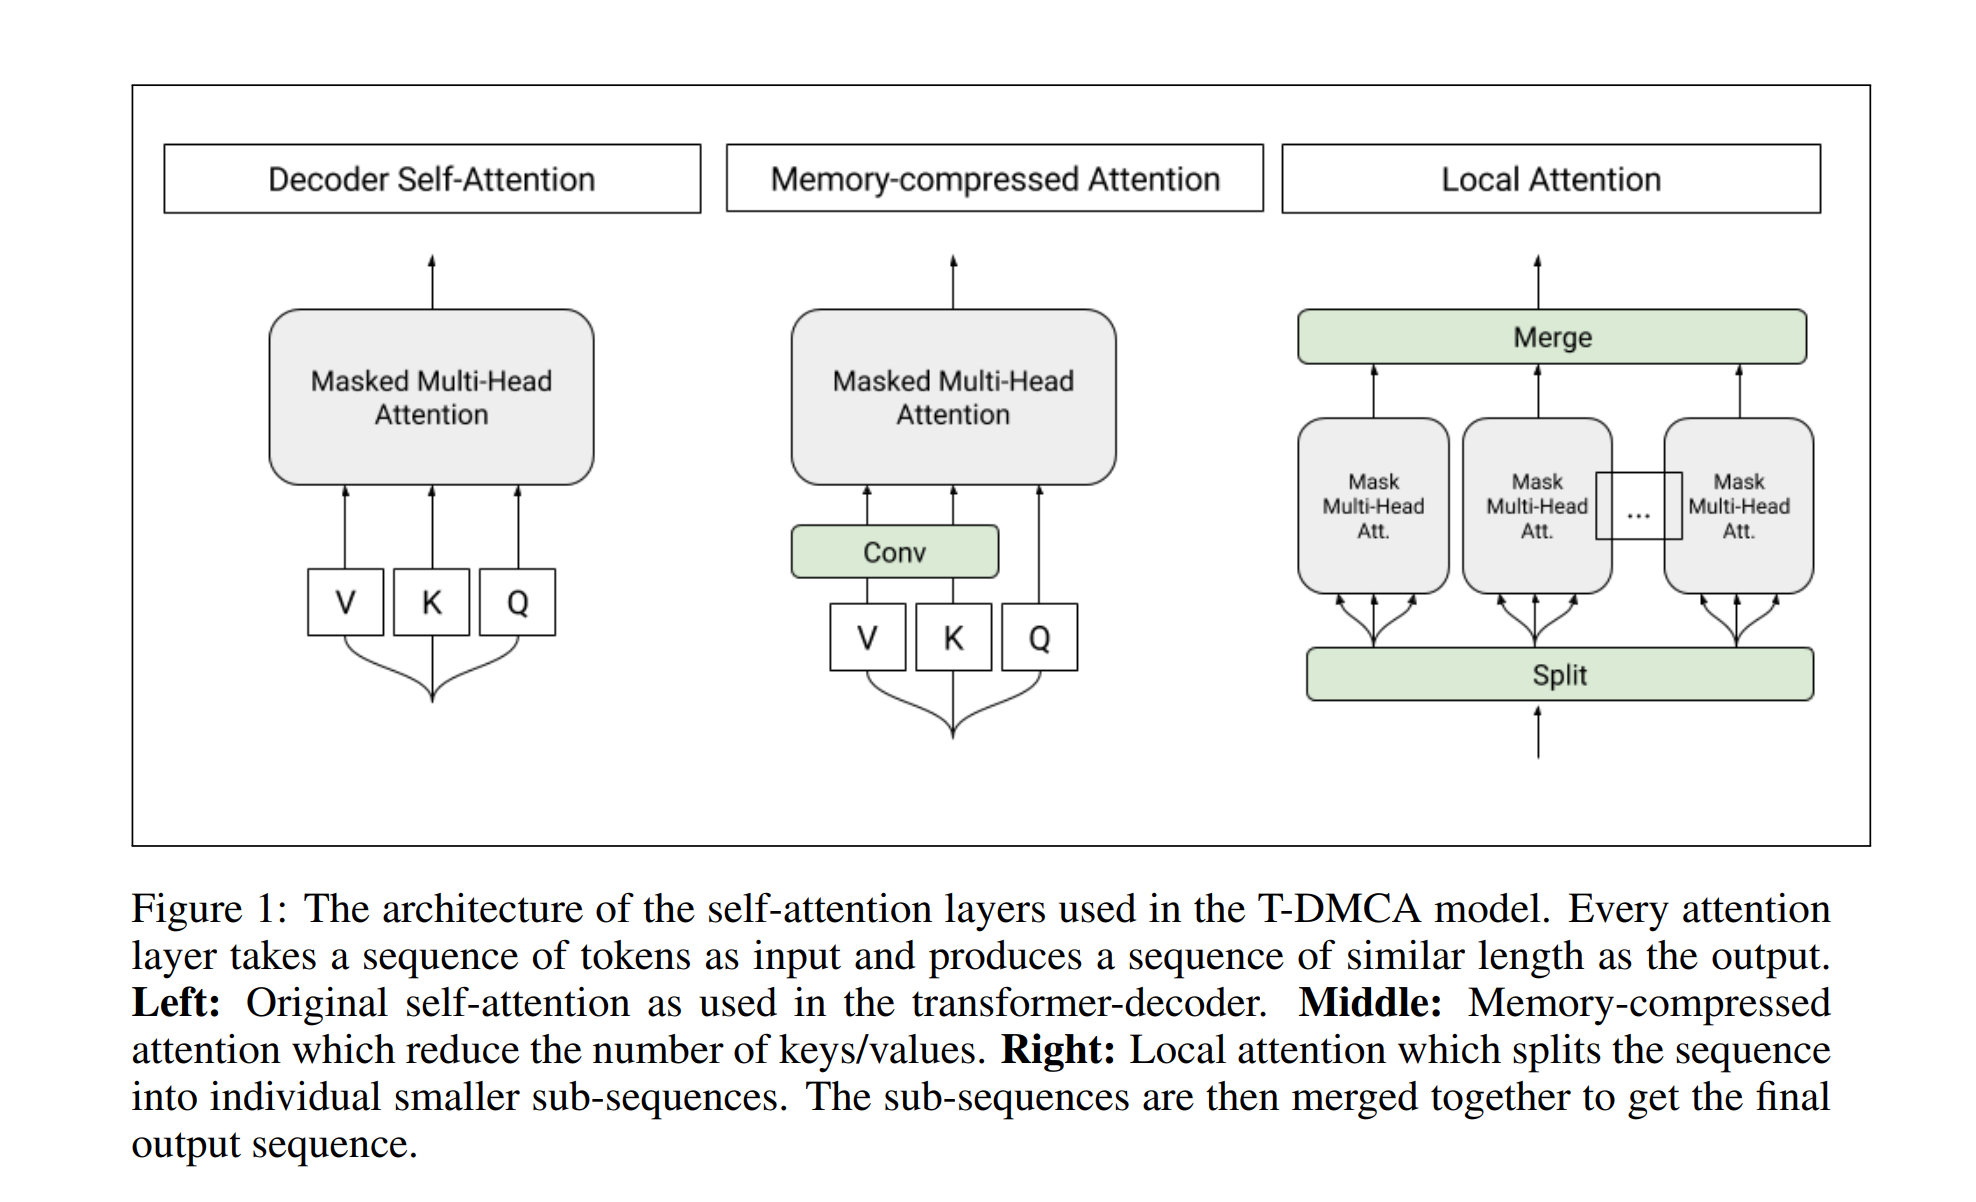 Decoder Self-Attention
Memory-compressed Attention
Local Attention
Masked Multi-Head
Attention
V K Q
Masked Multi-Head
Attention
Conv
V K Q
Merge
Mask
Multi-Head
Att.
Mask
Multi-Head
Att.
...
Mask
Multi-Head
Att.
Split
Figure 1: The architecture of the self-attention layers used in the T-DMCA model. Every attention
layer takes a sequence of tokens as input and produces a sequence of similar length as the output.
Left: Original self-attention as used in the transformer-decoder. Middle: Memory-compressed
attention which reduce the number of keys/values. Right: Local attention which splits the sequence
into individual smaller sub-sequences. The sub-sequences are then merged together to get the final
output sequence.